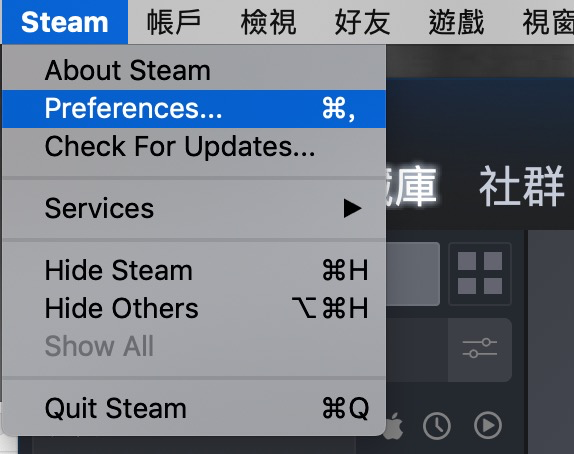 Steam 帳戶 檢視 好友 遊戲 視窗
About Steam
Preferences... ⌘,
Check For Updates...
庫 社群
Services ▶
Hide Steam ⌘H
Hide Others ⌥⌘H
Show All
Quit Steam ⌘Q